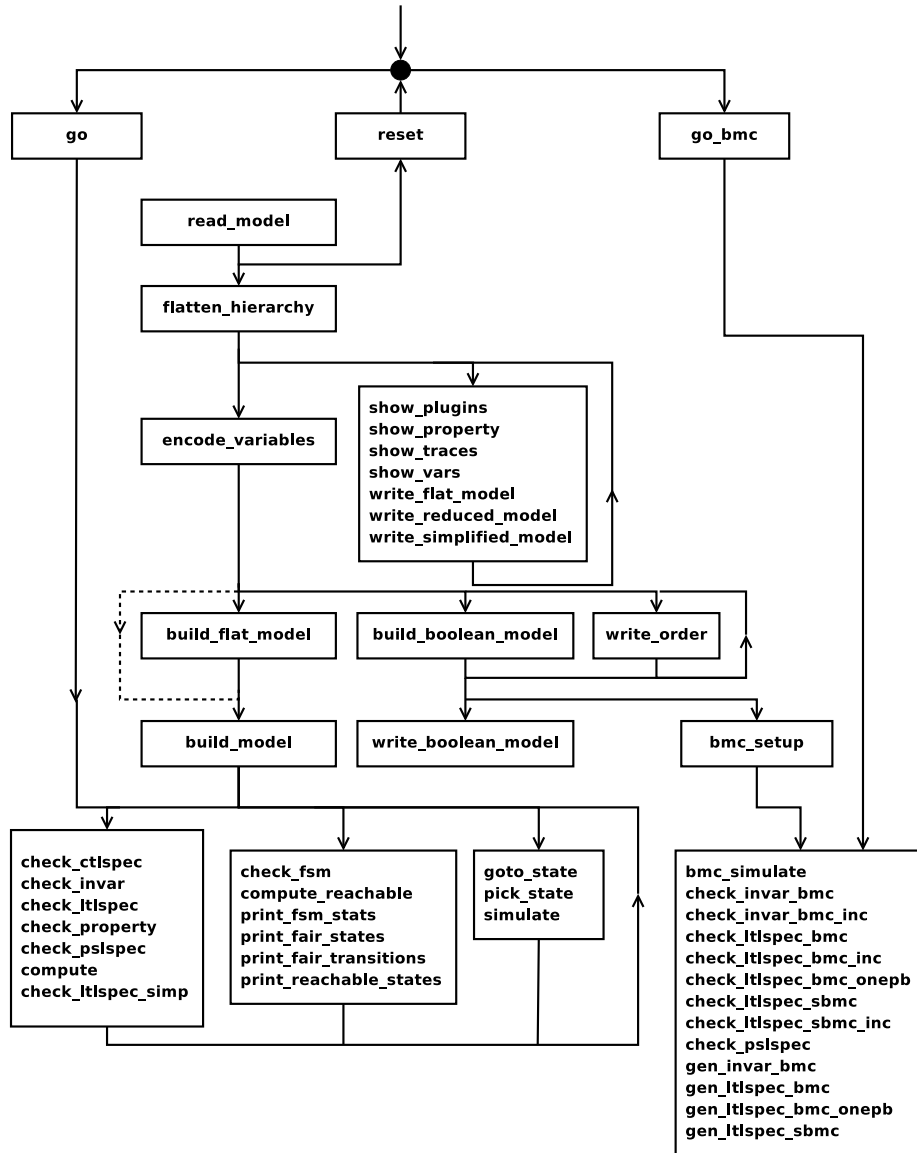 go
reset
go_bmc
read_model
flatten_hierarchy
show_plugins
show_property
show_traces
show_vars
write_flat_model
write_reduced_model
write_simplified_model
encode_variables
build_flat_model
build_boolean_model
write_order
build_model
write_boolean_model
bmc_setup
check_ctlspec
check_invar
check_ltlspec
check_property
check_pslspec
compute
check_ltlspec_simp
check_fsm
compute_reachable
print_fsm_stats
print_fair_states
print_fair_transitions
print_reachable_states
goto_state
pick_state
simulate
bmc_simulate
check_invar_bmc
check_invar_bmc_inc
check_ltlspec_bmc
check_ltlspec_bmc_inc
check_ltlspec_bmc_onepb
check_ltlspec_sbmc
check_ltlspec_sbmc_inc
check_pslspec
gen_invar_bmc
gen_ltlspec_bmc
gen_ltlspec_bmc_onepb
gen_ltlspec_sbmc